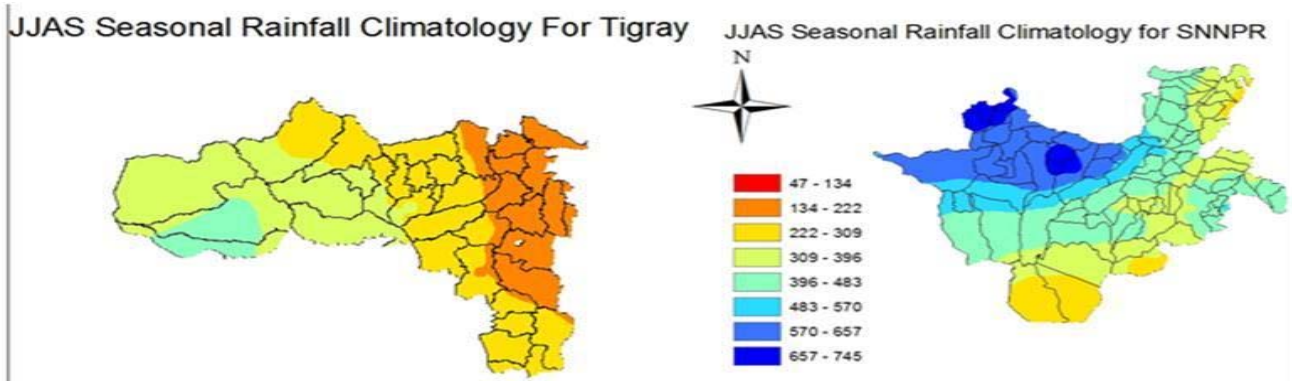 JJAS Seasonal Rainfall Climatology For Tigray
JJAS Seasonal Rainfall Climatology for SNNPR
N
47 - 134
134 - 222
222 - 309
309 - 396
396 - 483
483 - 570
570 - 657
657 - 745